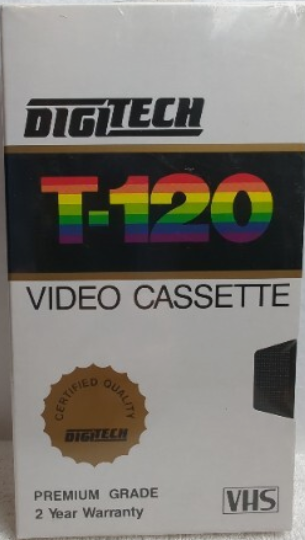 DIGITECH
T-120
VIDEO CASSETTE
CERTIFIED QUALITY
DIGITECH
PREMIUM GRADE
2 Year Warranty
VHS